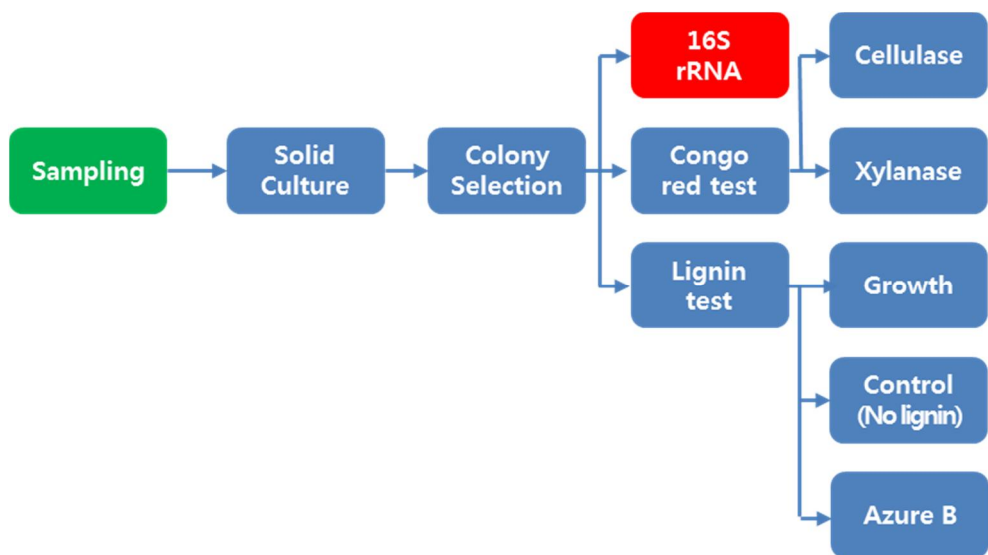 Sampling
Solid
Culture
Colony
Selection
16S
rRNA
Congo
red test
Lignin
test
Cellulase
Xylanase
Growth
Control
(No lignin)
Azure B